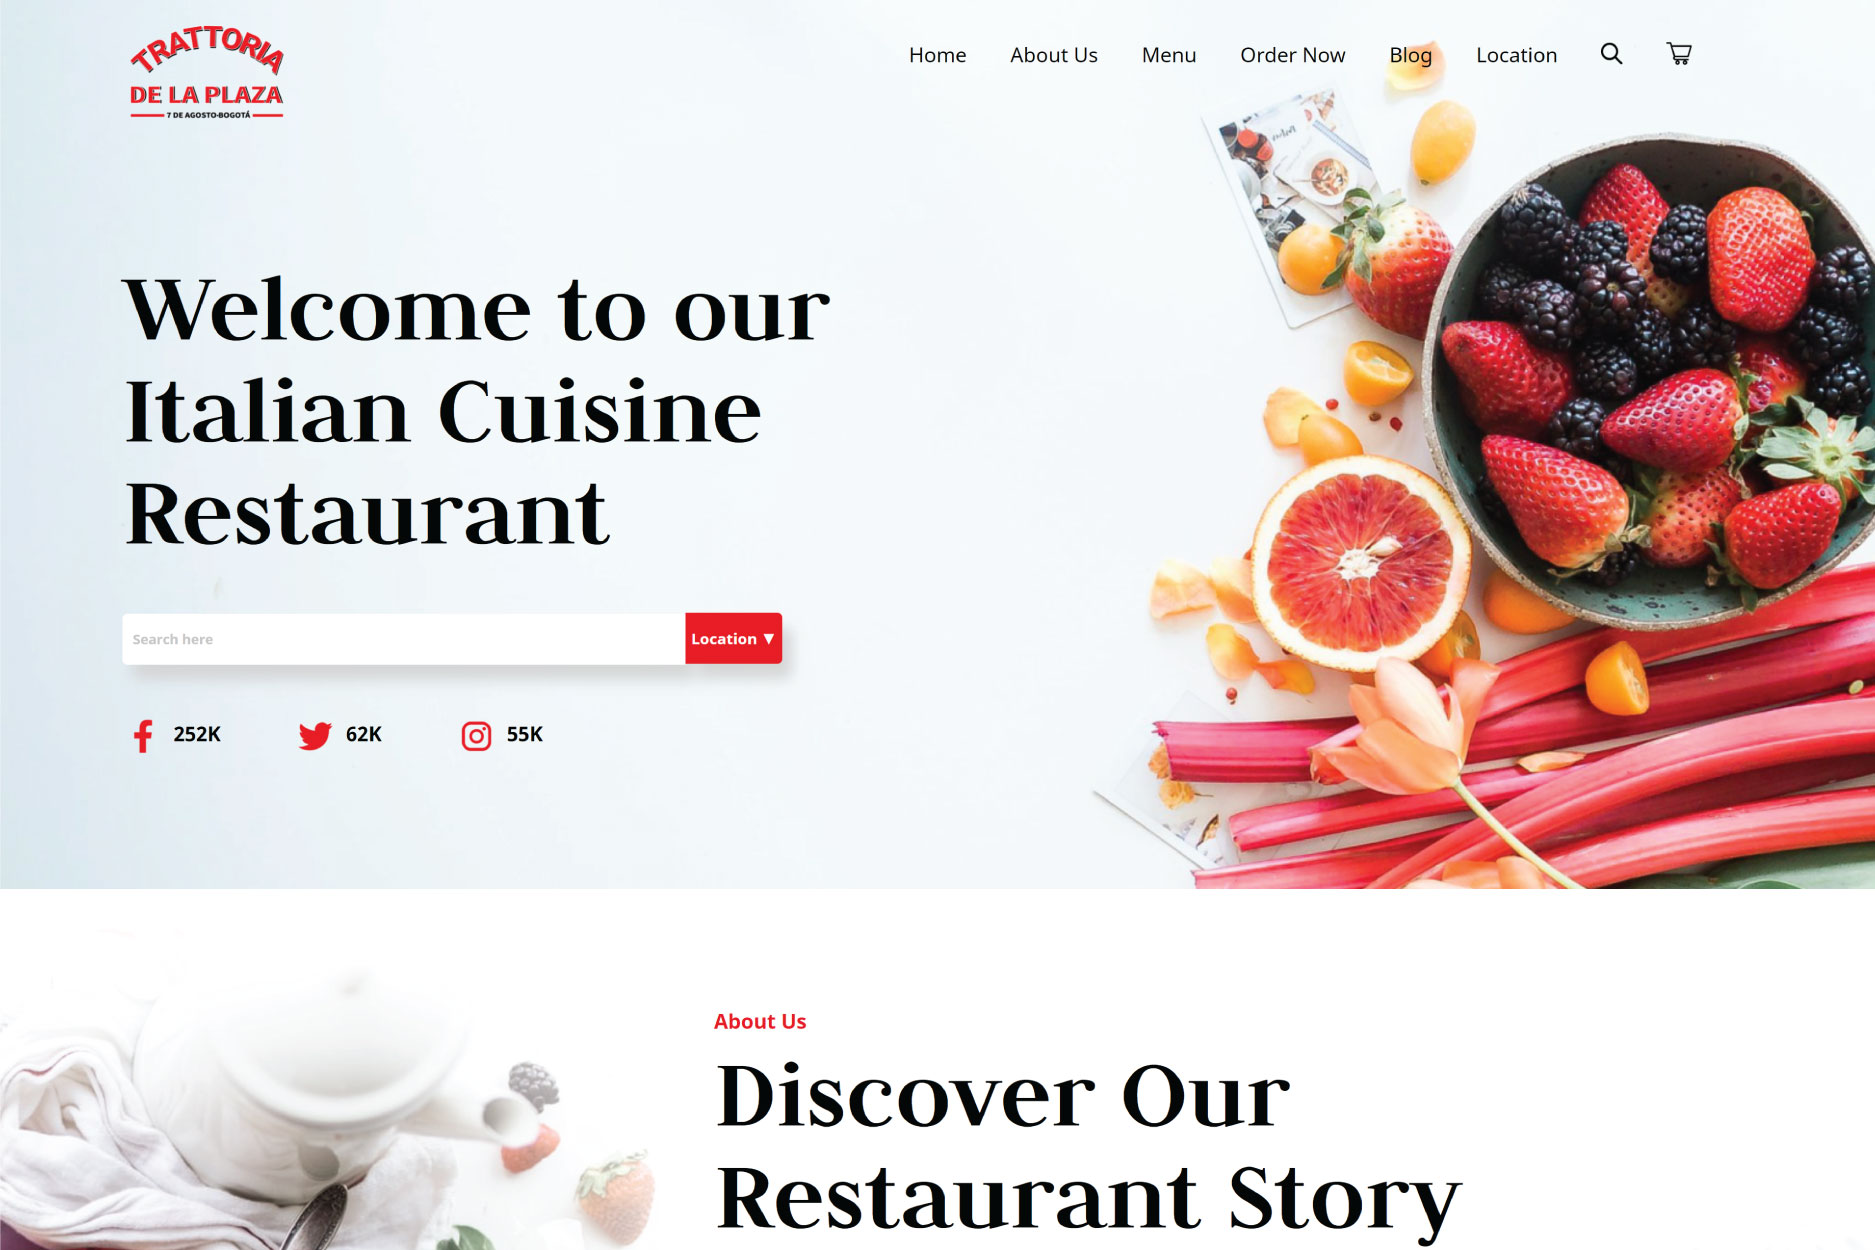 TRATTORIA
DE LA PLAZA
7 DE AGOSTO-BOGOTÁ
Home About Us Menu Order Now Blog Location
Welcome to our
Italian Cuisine
Restaurant
Search here Location ▼
252K 62K 55K
About Us
Discover Our
Restaurant Story